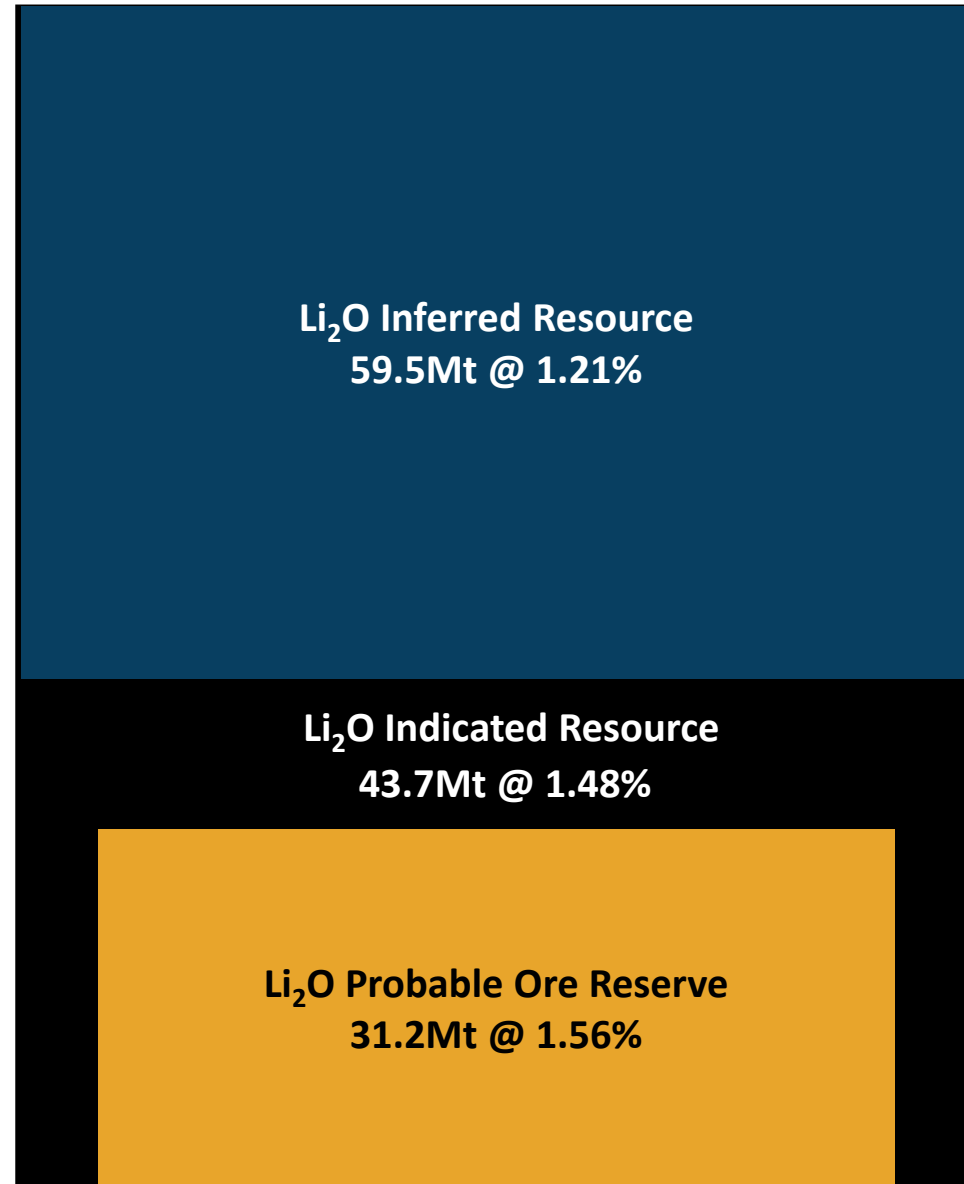 Li₂O Inferred Resource
59.5Mt @ 1.21%
Li₂O Indicated Resource
43.7Mt @ 1.48%
Li₂O Probable Ore Reserve
31.2Mt @ 1.56%